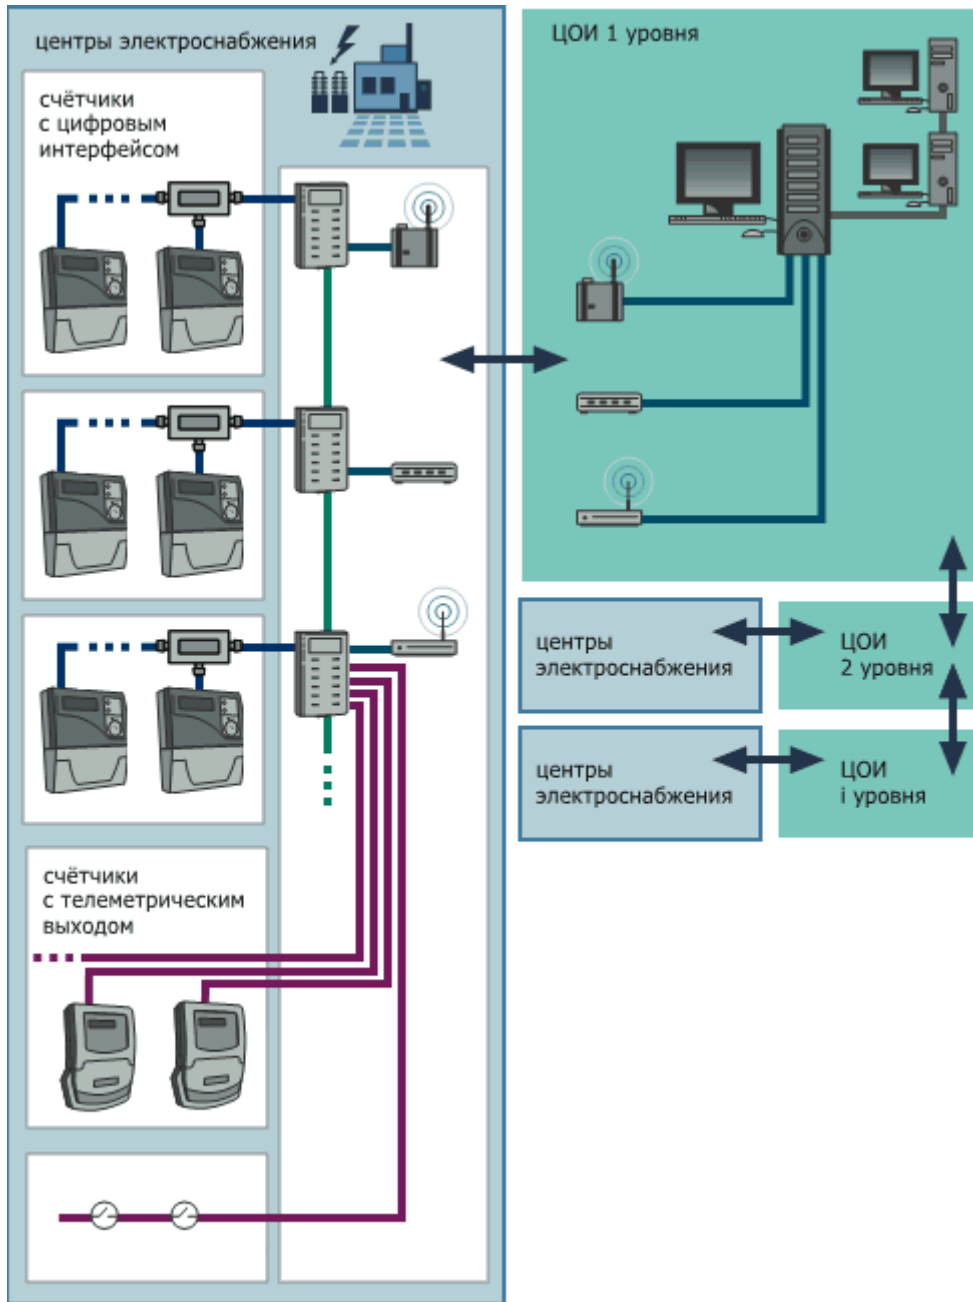 центры электроснабжения
счётчики
с цифровым
интерфейсом
счётчики
с телеметрическим
выходом
ЦОИ 1 уровня
центры
электроснабжения
ЦОИ
2 уровня
центры
электроснабжения
ЦОИ
i уровня